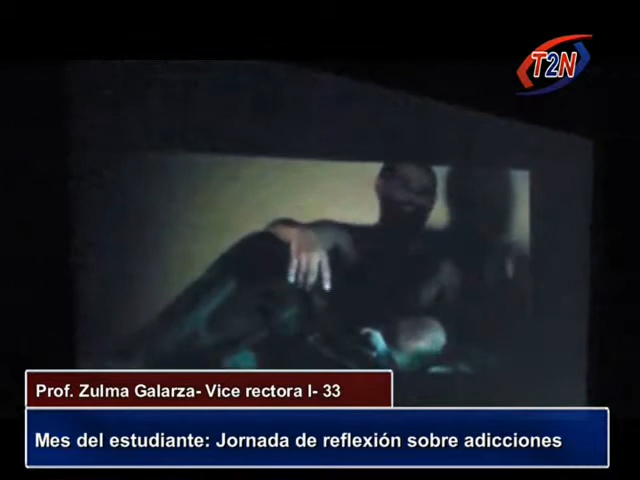 T2N
Prof. Zulma Galarza- Vice rectora I- 33
Mes del estudiante: Jornada de reflexión sobre adicciones